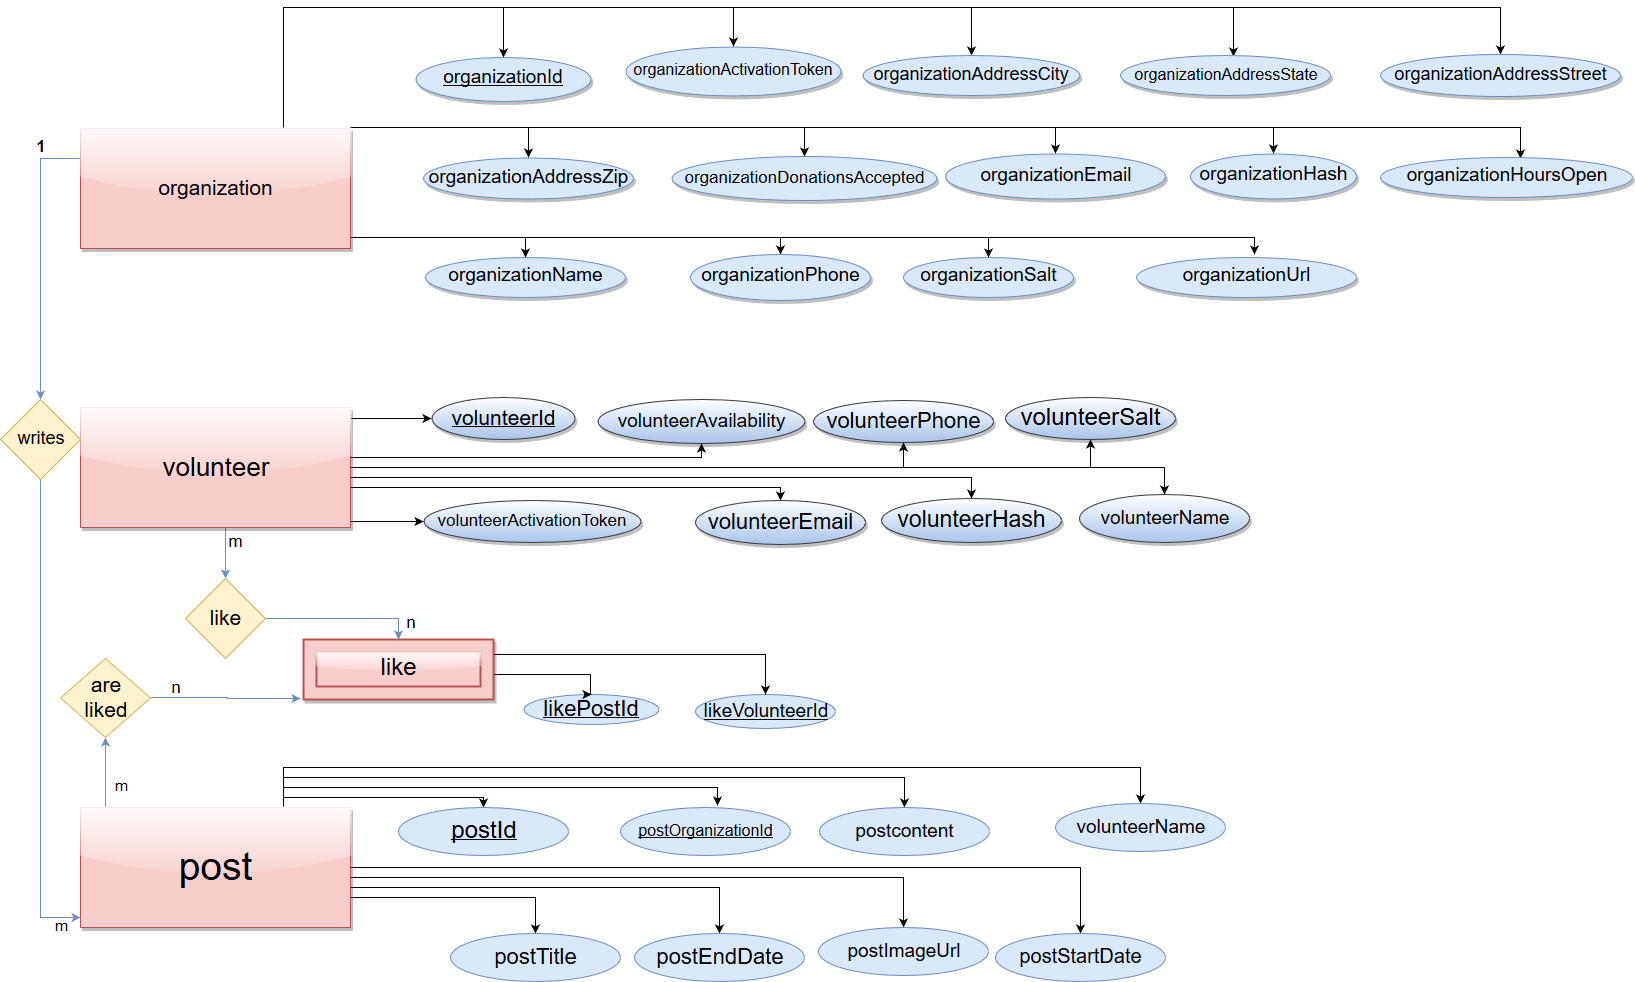 organizationId
organizationActivationToken
organizationAddressCity
organizationAddressState
organizationAddressStreet
1
organization
organizationAddressZip
organizationDonationsAccepted
organizationEmail
organizationHash
organizationHoursOpen
organizationName
organizationPhone
organizationSalt
organizationUrl
writes
volunteer
volunteerId
volunteerAvailability
volunteerPhone
volunteerSalt
volunteerActivationToken
volunteerEmail
volunteerHash
volunteerName
m
like
n
like
are
liked
n
likePostId
likeVolunteerId
m
post
postId
postOrganizationId
postcontent
volunteerName
m
postTitle
postEndDate
postImageUrl
postStartDate